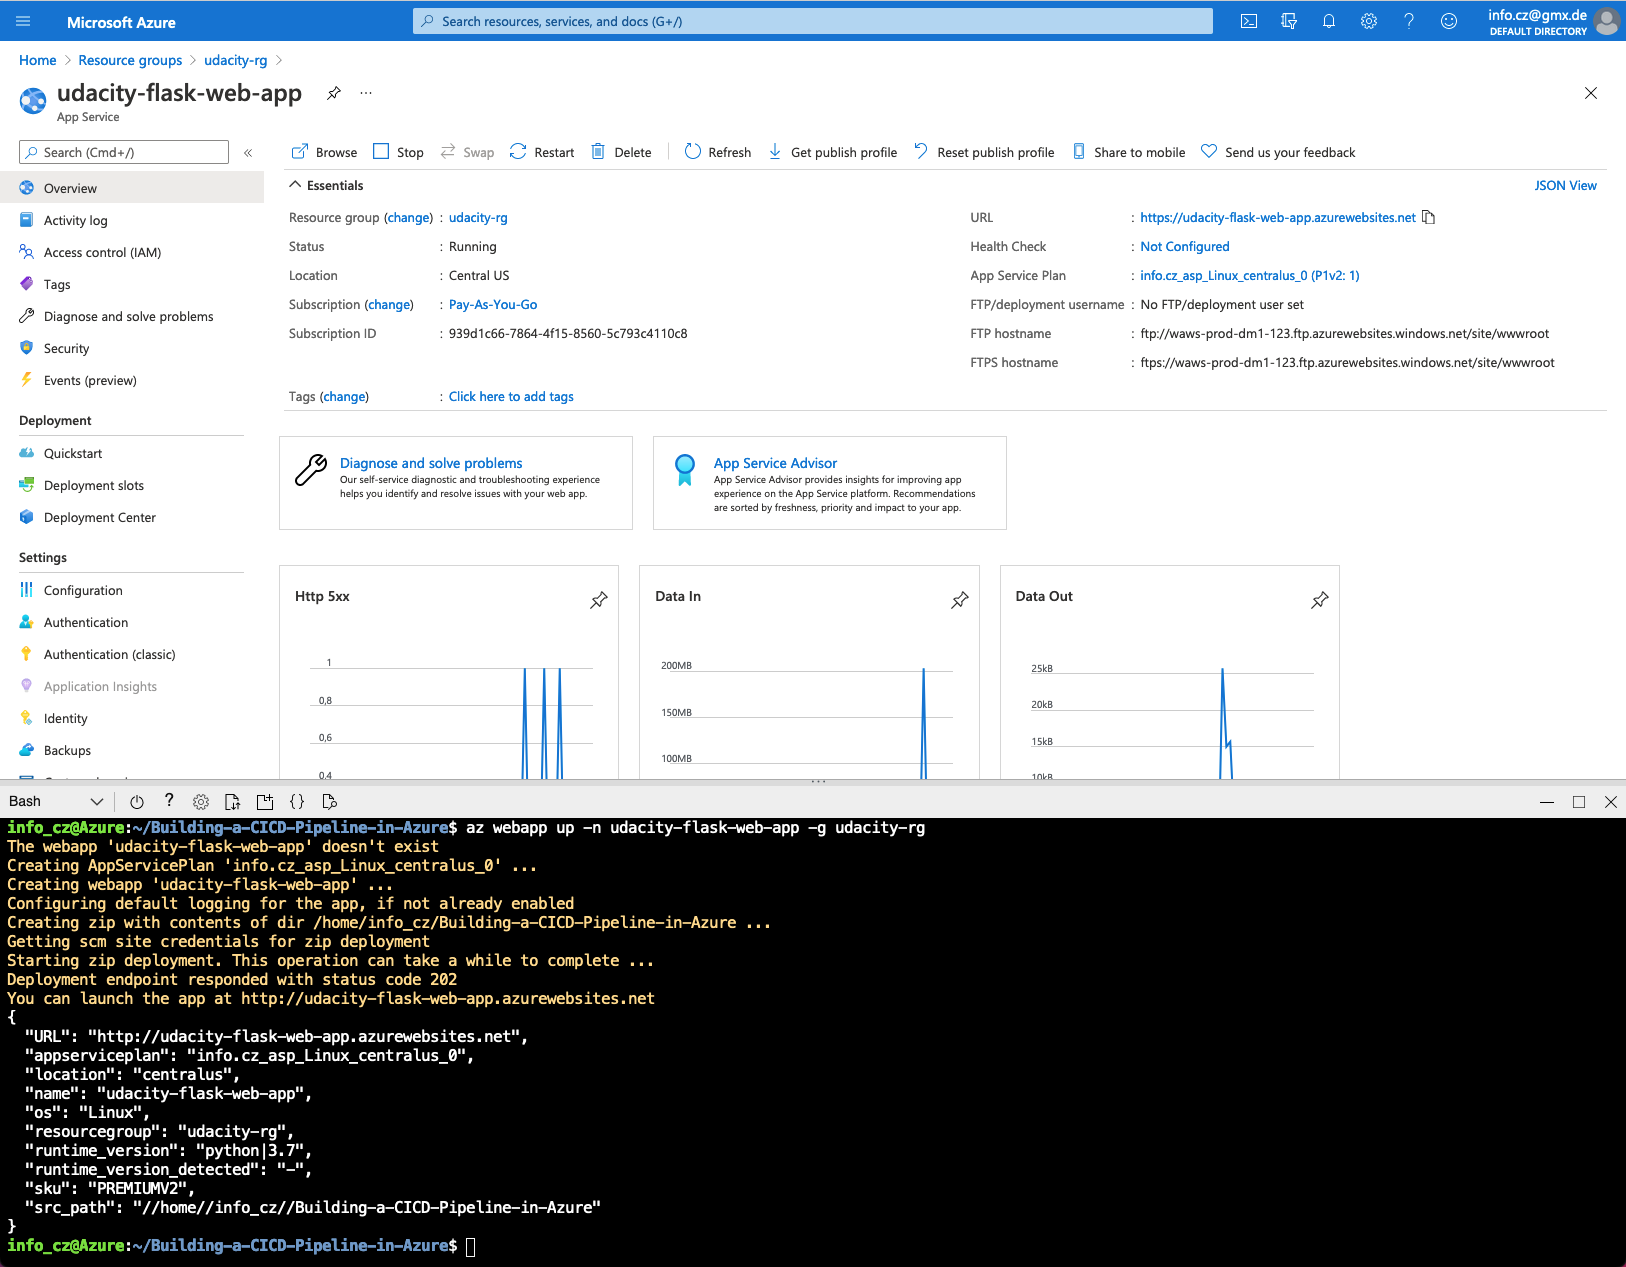 Microsoft Azure
Search resources, services, and docs (G+/)
info.cz@gmx.de
DEFAULT DIRECTORY
Home > Resource groups > udacity-rg >
udacity-flask-web-app
App Service
Search (Cmd+/)
Browse Stop Swap Restart Delete Refresh Get publish profile Reset publish profile Share to mobile Send us your feedback
Overview
Activity log
Access control (IAM)
Tags
Diagnose and solve problems
Security
Events (preview)
Deployment
Quickstart
Deployment slots
Deployment Center
Settings
Configuration
Authentication
Authentication (classic)
Application Insights
Identity
Backups
Essentials
JSON View
Resource group (change) : udacity-rg
Status : Running
Location : Central US
Subscription (change) : Pay-As-You-Go
Subscription ID : 939d1c66-7864-4f15-8560-5c793c4110c8
Tags (change) : Click here to add tags
URL : https://udacity-flask-web-app.azurewebsites.net
Health Check : Not Configured
App Service Plan : info.cz_asp_Linux_centralus_0 (P1v2: 1)
FTP/deployment username : No FTP/deployment user set
FTP hostname : ftp://waws-prod-dm1-123.ftp.azurewebsites.windows.net/site/wwwroot
FTPS hostname : ftps://waws-prod-dm1-123.ftp.azurewebsites.windows.net/site/wwwroot
Diagnose and solve problems
Our self-service diagnostic and troubleshooting experience
helps you identify and resolve issues with your web app.
App Service Advisor
App Service Advisor provides insights for improving app
experience on the App Service platform. Recommendations
are sorted by freshness, priority and impact to your app.
Http 5xx
1
0,8
0,6
0,4
Data In
200MB
150MB
100MB
Data Out
25kB
20kB
15kB
10kB
Bash
info_cz@Azure:~/Building-a-CICD-Pipeline-in-Azure$ az webapp up -n udacity-flask-web-app -g udacity-rg
The webapp 'udacity-flask-web-app' doesn't exist
Creating AppServicePlan 'info.cz_asp_Linux_centralus_0' ...
Creating webapp 'udacity-flask-web-app' ...
Configuring default logging for the app, if not already enabled
Creating zip with contents of dir /home/info_cz/Building-a-CICD-Pipeline-in-Azure ...
Getting scm site credentials for zip deployment
Starting zip deployment. This operation can take a while to complete ...
Deployment endpoint responded with status code 202
You can launch the app at http://udacity-flask-web-app.azurewebsites.net
{
"URL": "http://udacity-flask-web-app.azurewebsites.net",
"appserviceplan": "info.cz_asp_Linux_centralus_0",
"location": "centralus",
"name": "udacity-flask-web-app",
"os": "Linux",
"resourcegroup": "udacity-rg",
"runtime_version": "python|3.7",
"runtime_version_detected": "-",
"sku": "PREMIUMV2",
"src_path": "//home//info_cz//Building-a-CICD-Pipeline-in-Azure"
}
info_cz@Azure:~/Building-a-CICD-Pipeline-in-Azure$